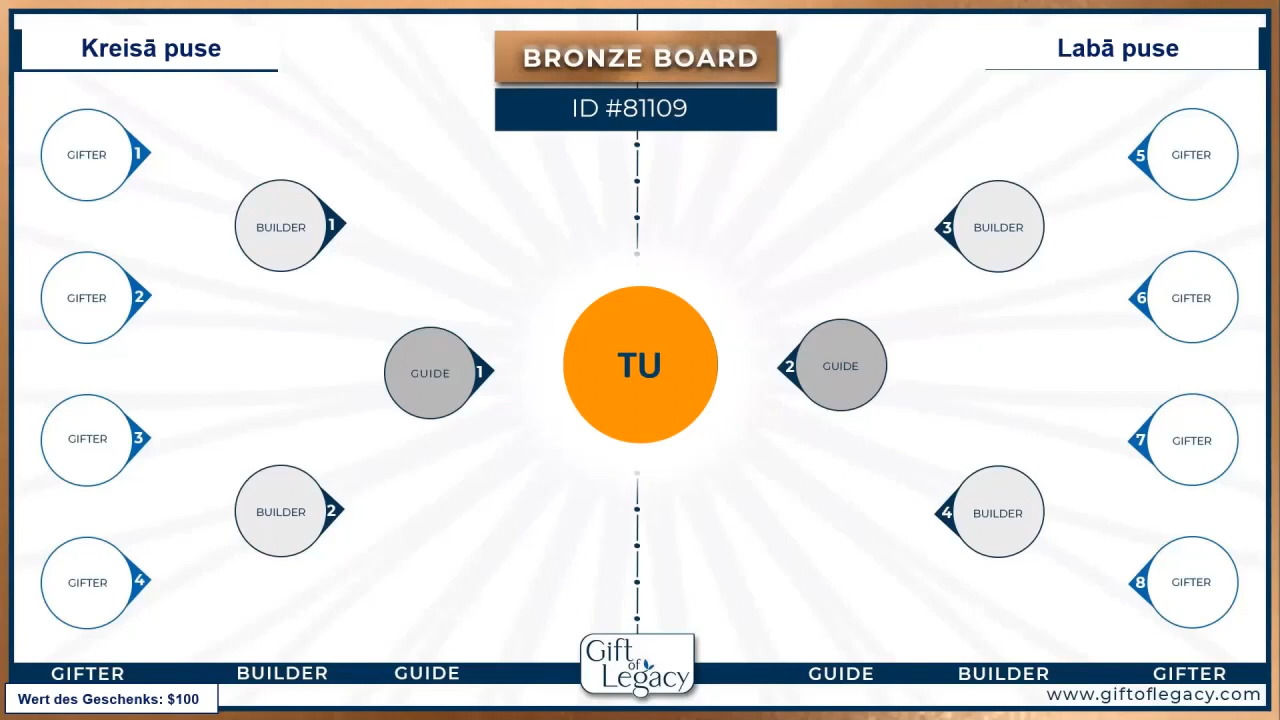 Kreisā puse
BRONZE BOARD
Labā puse
ID #81109
GIFTER
1
GIFTER
5
BUILDER
1
BUILDER
3
GIFTER
2
GIFTER
6
GUIDE
1
TU
GUIDE
2
GIFTER
3
GIFTER
7
BUILDER
2
BUILDER
4
GIFTER
4
GIFTER
8
Gift
of
Legacy
GIFTER BUILDER GUIDE GUIDE BUILDER GIFTER
Wert des Geschenks: $100
www.giftoflegacy.com